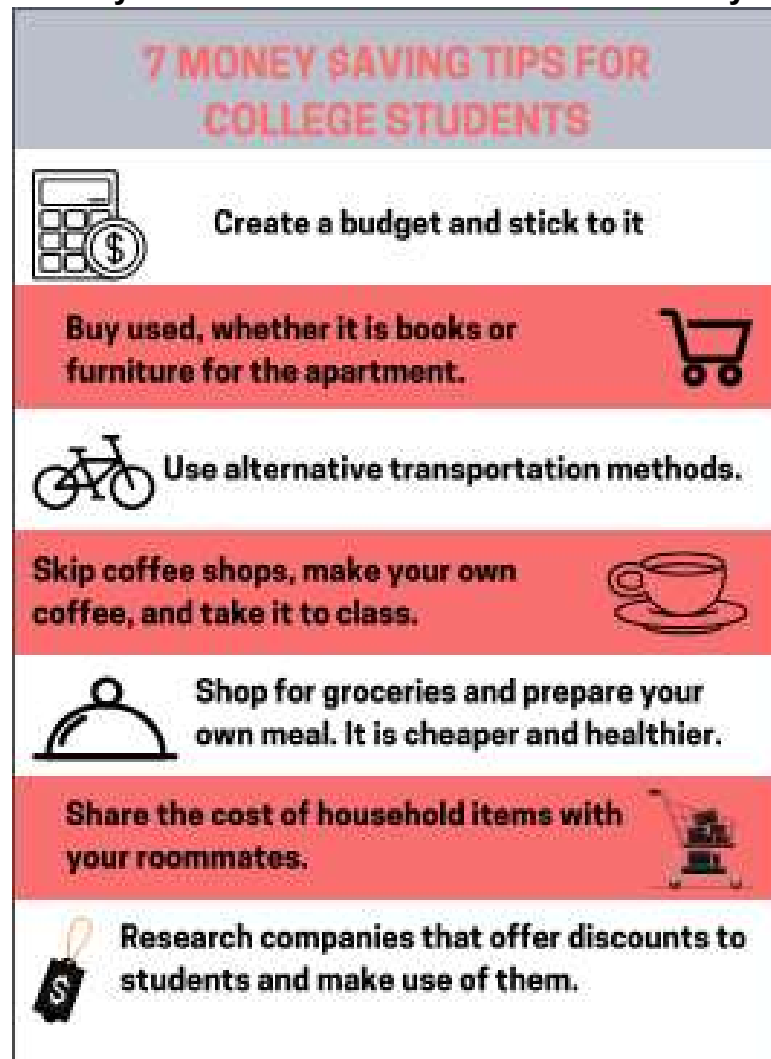 7 MONEY $AVING TIPS FOR
COLLEGE STUDENTS
Create a budget and stick to it
Buy used, whether it is books or
furniture for the apartment.
Use alternative transportation methods.
Skip coffee shops, make your own
coffee, and take it to class.
Shop for groceries and prepare your
own meal. It is cheaper and healthier.
Share the cost of household items with
your roommates.
Research companies that offer discounts to
students and make use of them.